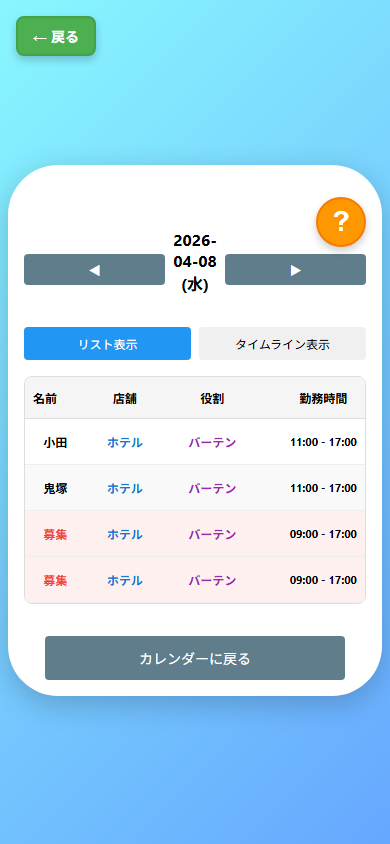 ←戻る
?
2026-
04-08
(水)
◀
▶
リスト表示
タイムライン表示
名前 店舗 役割 勤務時間
小田 ホテル バーテン 11:00 - 17:00
鬼塚 ホテル バーテン 11:00 - 17:00
募集 ホテル バーテン 09:00 - 17:00
募集 ホテル バーテン 09:00 - 17:00
カレンダーに戻る